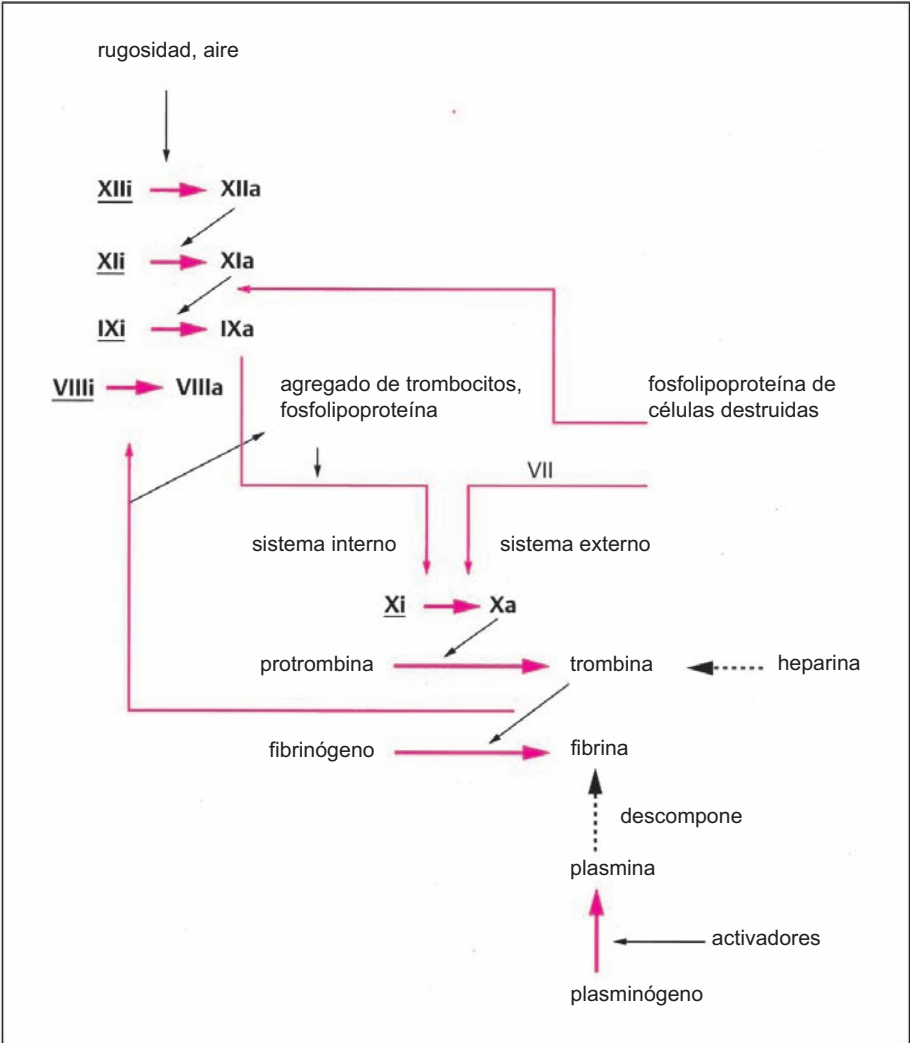 rugosidad, aire
XIIi XIIa
XIi XIa
IXi IXa
VIIIi VIIIa
agregado de trombocitos,
fosfolipoproteína
fosfolipoproteína de
células destruidas
VII
sistema interno
sistema externo
Xi Xa
protrombina trombina heparina
fibrinógeno fibrina
descompone
plasmina
activadores
plasminógeno